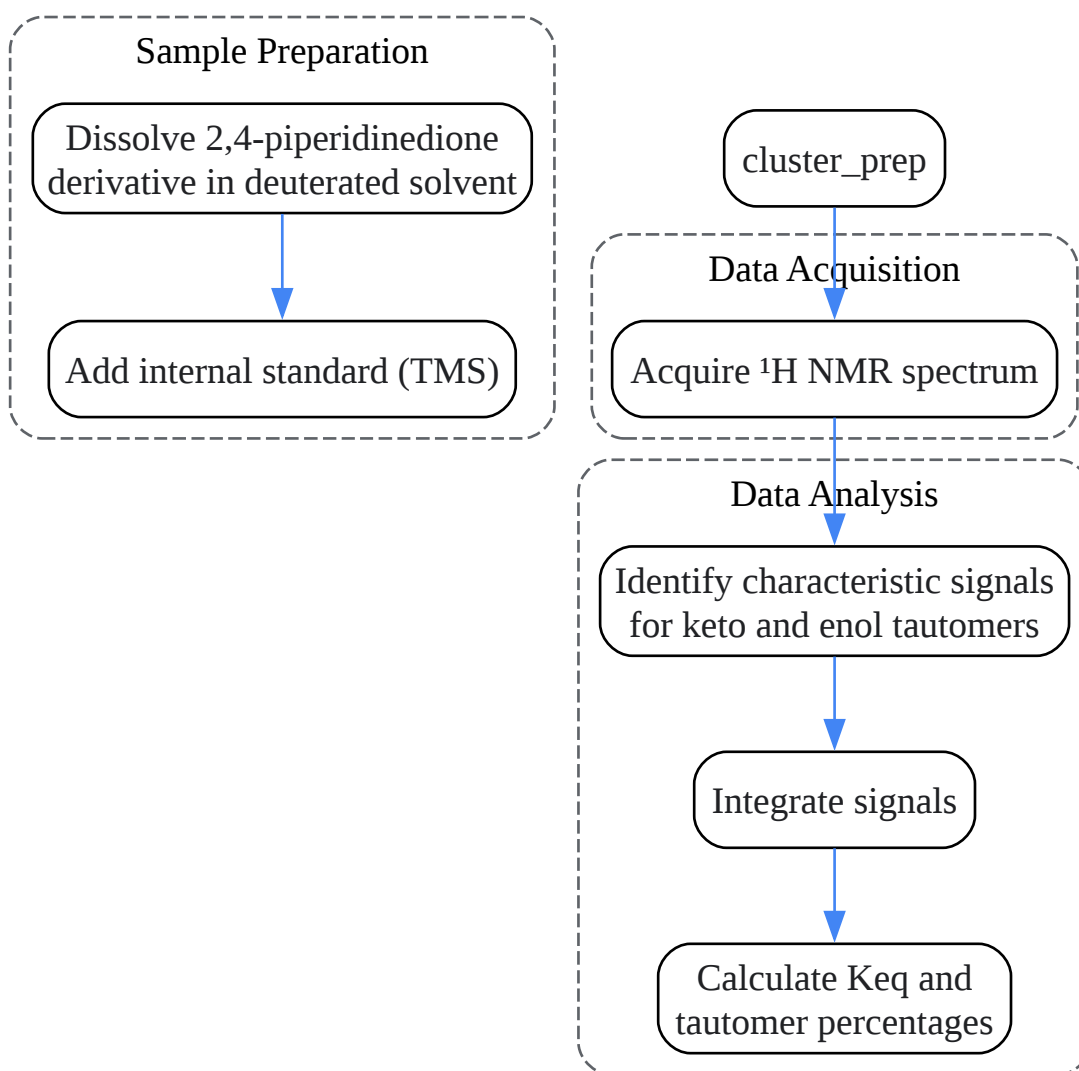 Sample Preparation
Dissolve 2,4-piperidinedione
derivative in deuterated solvent
Add internal standard (TMS)
cluster_prep
Data Acquisition
Acquire ¹H NMR spectrum
Data Analysis
Identify characteristic signals
for keto and enol tautomers
Integrate signals
Calculate Keq and
tautomer percentages